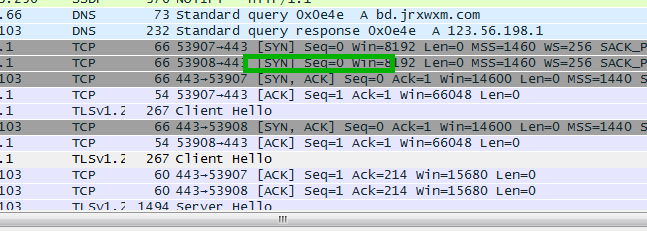 5.290 SSDP 570 NOTIFY * HTTP/1.1
.66 DNS 73 Standard query 0x0e4e A bd.jrxwxm.com
DNS 232 Standard query response 0x0e4e A 123.56.198.1
.1 TCP 66 53907→443 [SYN] Seq=0 Win=8192 Len=0 MSS=1460 WS=256 SACK_P
.1 TCP 66 53908→443 [SYN] Seq=0 Win=8192 Len=0 MSS=1460 WS=256 SACK_P
103 TCP 66 443→53907 [SYN, ACK] Seq=0 Ack=1 Win=14600 Len=0 MSS=1440 S
.1 TCP 54 53907→443 [ACK] Seq=1 Ack=1 Win=66048 Len=0
.1 TLSv1.2 267 Client Hello
103 TCP 66 443→53908 [SYN, ACK] Seq=0 Ack=1 Win=14600 Len=0 MSS=1440 S
.1 TCP 54 53908→443 [ACK] Seq=1 Ack=1 Win=66048 Len=0
.1 TLSv1.2 267 Client Hello
103 TCP 60 443→53907 [ACK] Seq=1 Ack=214 Win=15680 Len=0
103 TCP 60 443→53908 [ACK] Seq=1 Ack=214 Win=15680 Len=0
103 TLSv1.2 1494 Server Hello